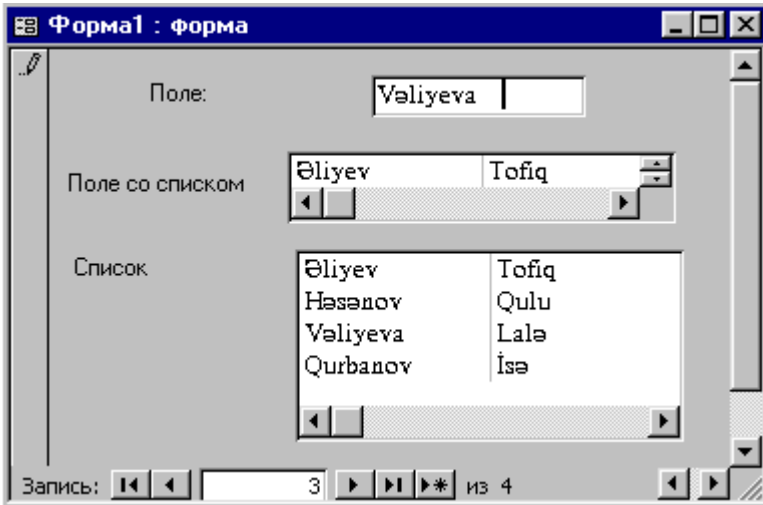 Форма1 : форма
Поле: Vəliyeva
Поле со списком Əliyev Tofiq
Список Əliyev Tofiq
Həsənov Qulu
Vəliyeva Lalə
Qurbanov İsə
Запись: 3 из 4